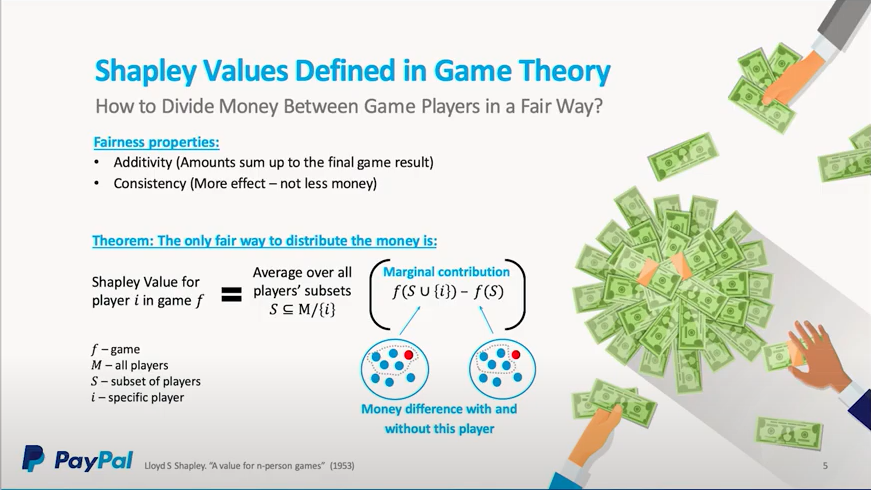 Shapley Values Defined in Game Theory
How to Divide Money Between Game Players in a Fair Way?
Fairness properties:
• Additivity (Amounts sum up to the final game result)
• Consistency (More effect – not less money)
Theorem: The only fair way to distribute the money is:
Shapley Value for
player 𝑖 in game 𝑓
=
Average over all
players' subsets
𝑆 ⊆ M/{𝑖}
Marginal contribution
𝑓(𝑆 ∪ {𝑖}) – 𝑓(𝑆)
𝑓 – game
𝑀 – all players
𝑆 – subset of players
𝑖 – specific player
Money difference with and
without this player
PayPal
Lloyd S Shapley. "A value for n-person games" (1953)
5